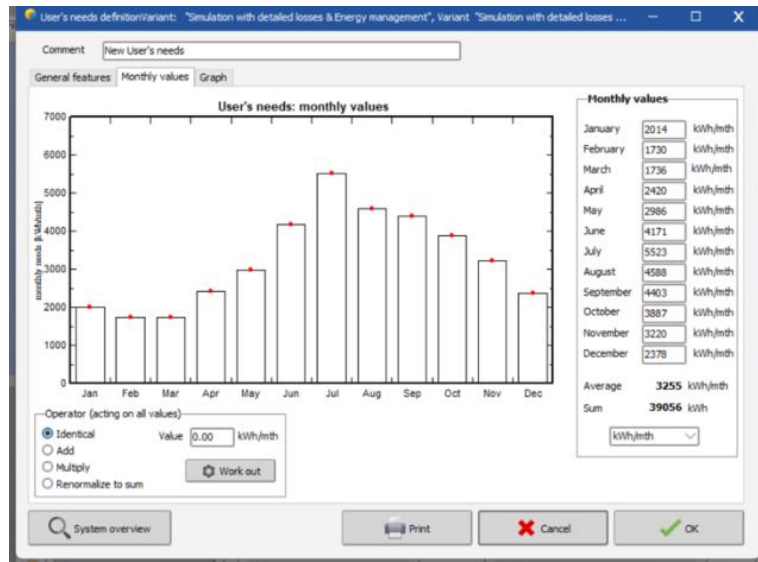 User's needs definitionVariant: "Simulation with detailed losses & Energy management", Variant "Simulation with detailed losses ...
Comment New User's needs
General features Monthly values Graph
User's needs: monthly values
monthly needs [kWh/mth]
7000
6000
5000
4000
3000
2000
1000
0
Jan Feb Mar Apr May Jun Jul Aug Sep Oct Nov Dec
Monthly values
January 2014 kWh/mth
February 1730 kWh/mth
March 1736 kWh/mth
April 2420 kWh/mth
May 2986 kWh/mth
June 4171 kWh/mth
July 5523 kWh/mth
August 4588 kWh/mth
September 4403 kWh/mth
October 3887 kWh/mth
November 3220 kWh/mth
December 2378 kWh/mth
Average 3255 kWh/mth
Sum 39056 kWh
kWh/mth
Operator (acting on all values)
Identical Value 0.00 kWh/mth
Add
Multiply Work out
Renormalize to sum
System overview Print Cancel OK